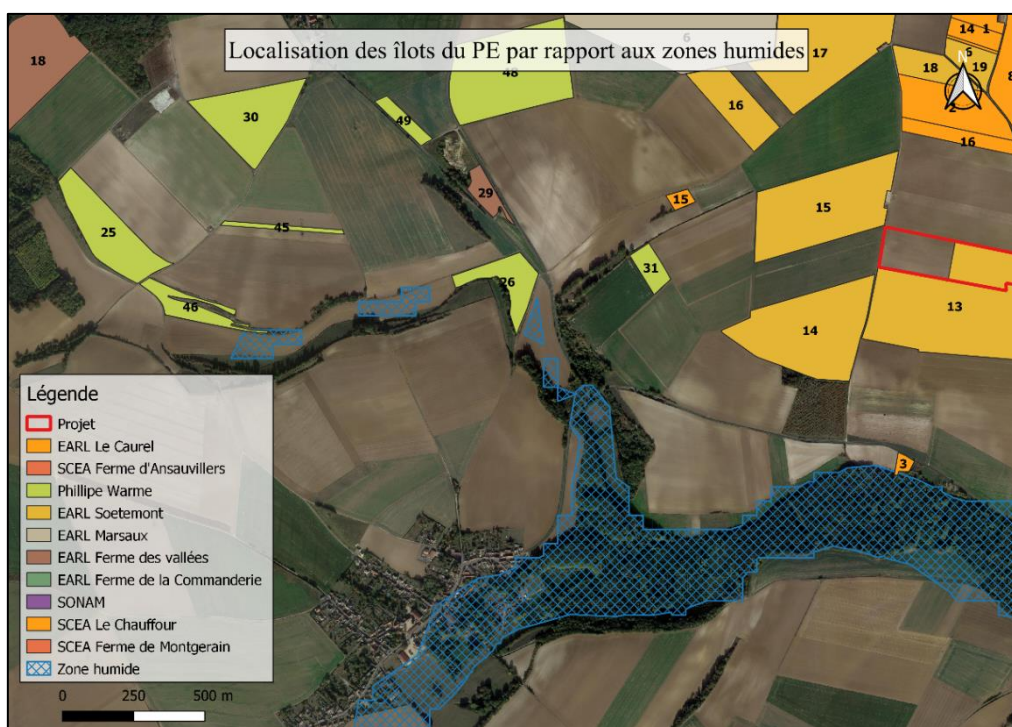 Localisation des îlots du PE par rapport aux zones humides
18
30
49
48
6
17
16
14
1
5
18
19
8
N
2
16
25
45
29
15
15
46
26
31
13
14
3
Légende
Projet
EARL Le Caurel
SCEA Ferme d'Ansauvillers
Phillipe Warme
EARL Soetemont
EARL Marsaux
EARL Ferme des vallées
EARL Ferme de la Commanderie
SONAM
SCEA Le Chauffour
SCEA Ferme de Montgerain
Zone humide
0 250 500 m